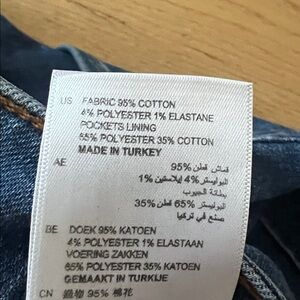 US FABRIC 95% COTTON
4% POLYESTER 1% ELASTANE
POCKETS LINING
65% POLYESTER 35% COTTON
MADE IN TURKEY
AE قماش قطن %95
البوليستر %4 إيلاستين %1
بطانة الجيوب
البوليستر %65 قطن %35
صنع في تركيا
BE DOEK 95% KATOEN
4% POLYESTER 1% ELASTAAN
VOERING ZAKKEN
65% POLYESTER 35% KATOEN
GEMAAKT IN TURKIJE
CN 织物 95% 棉花